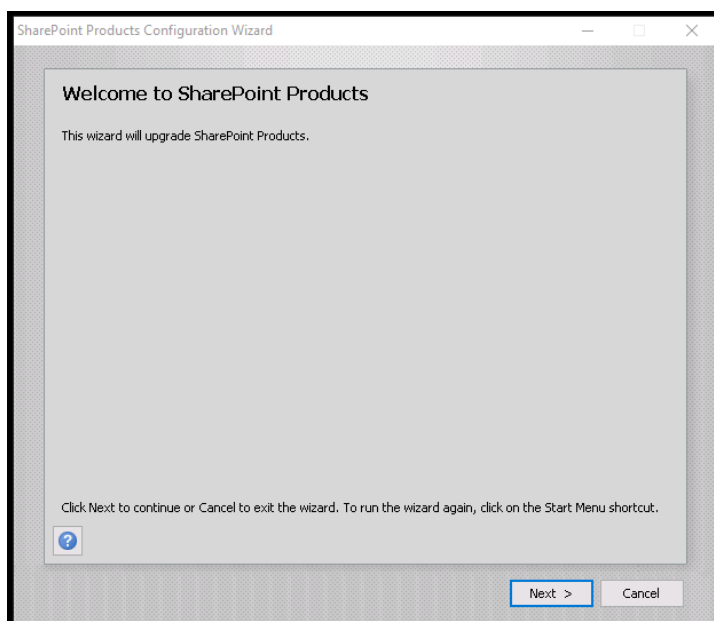 SharePoint Products Configuration Wizard
Welcome to SharePoint Products
This wizard will upgrade SharePoint Products.
Click Next to continue or Cancel to exit the wizard. To run the wizard again, click on the Start Menu shortcut.
?
Next >
Cancel